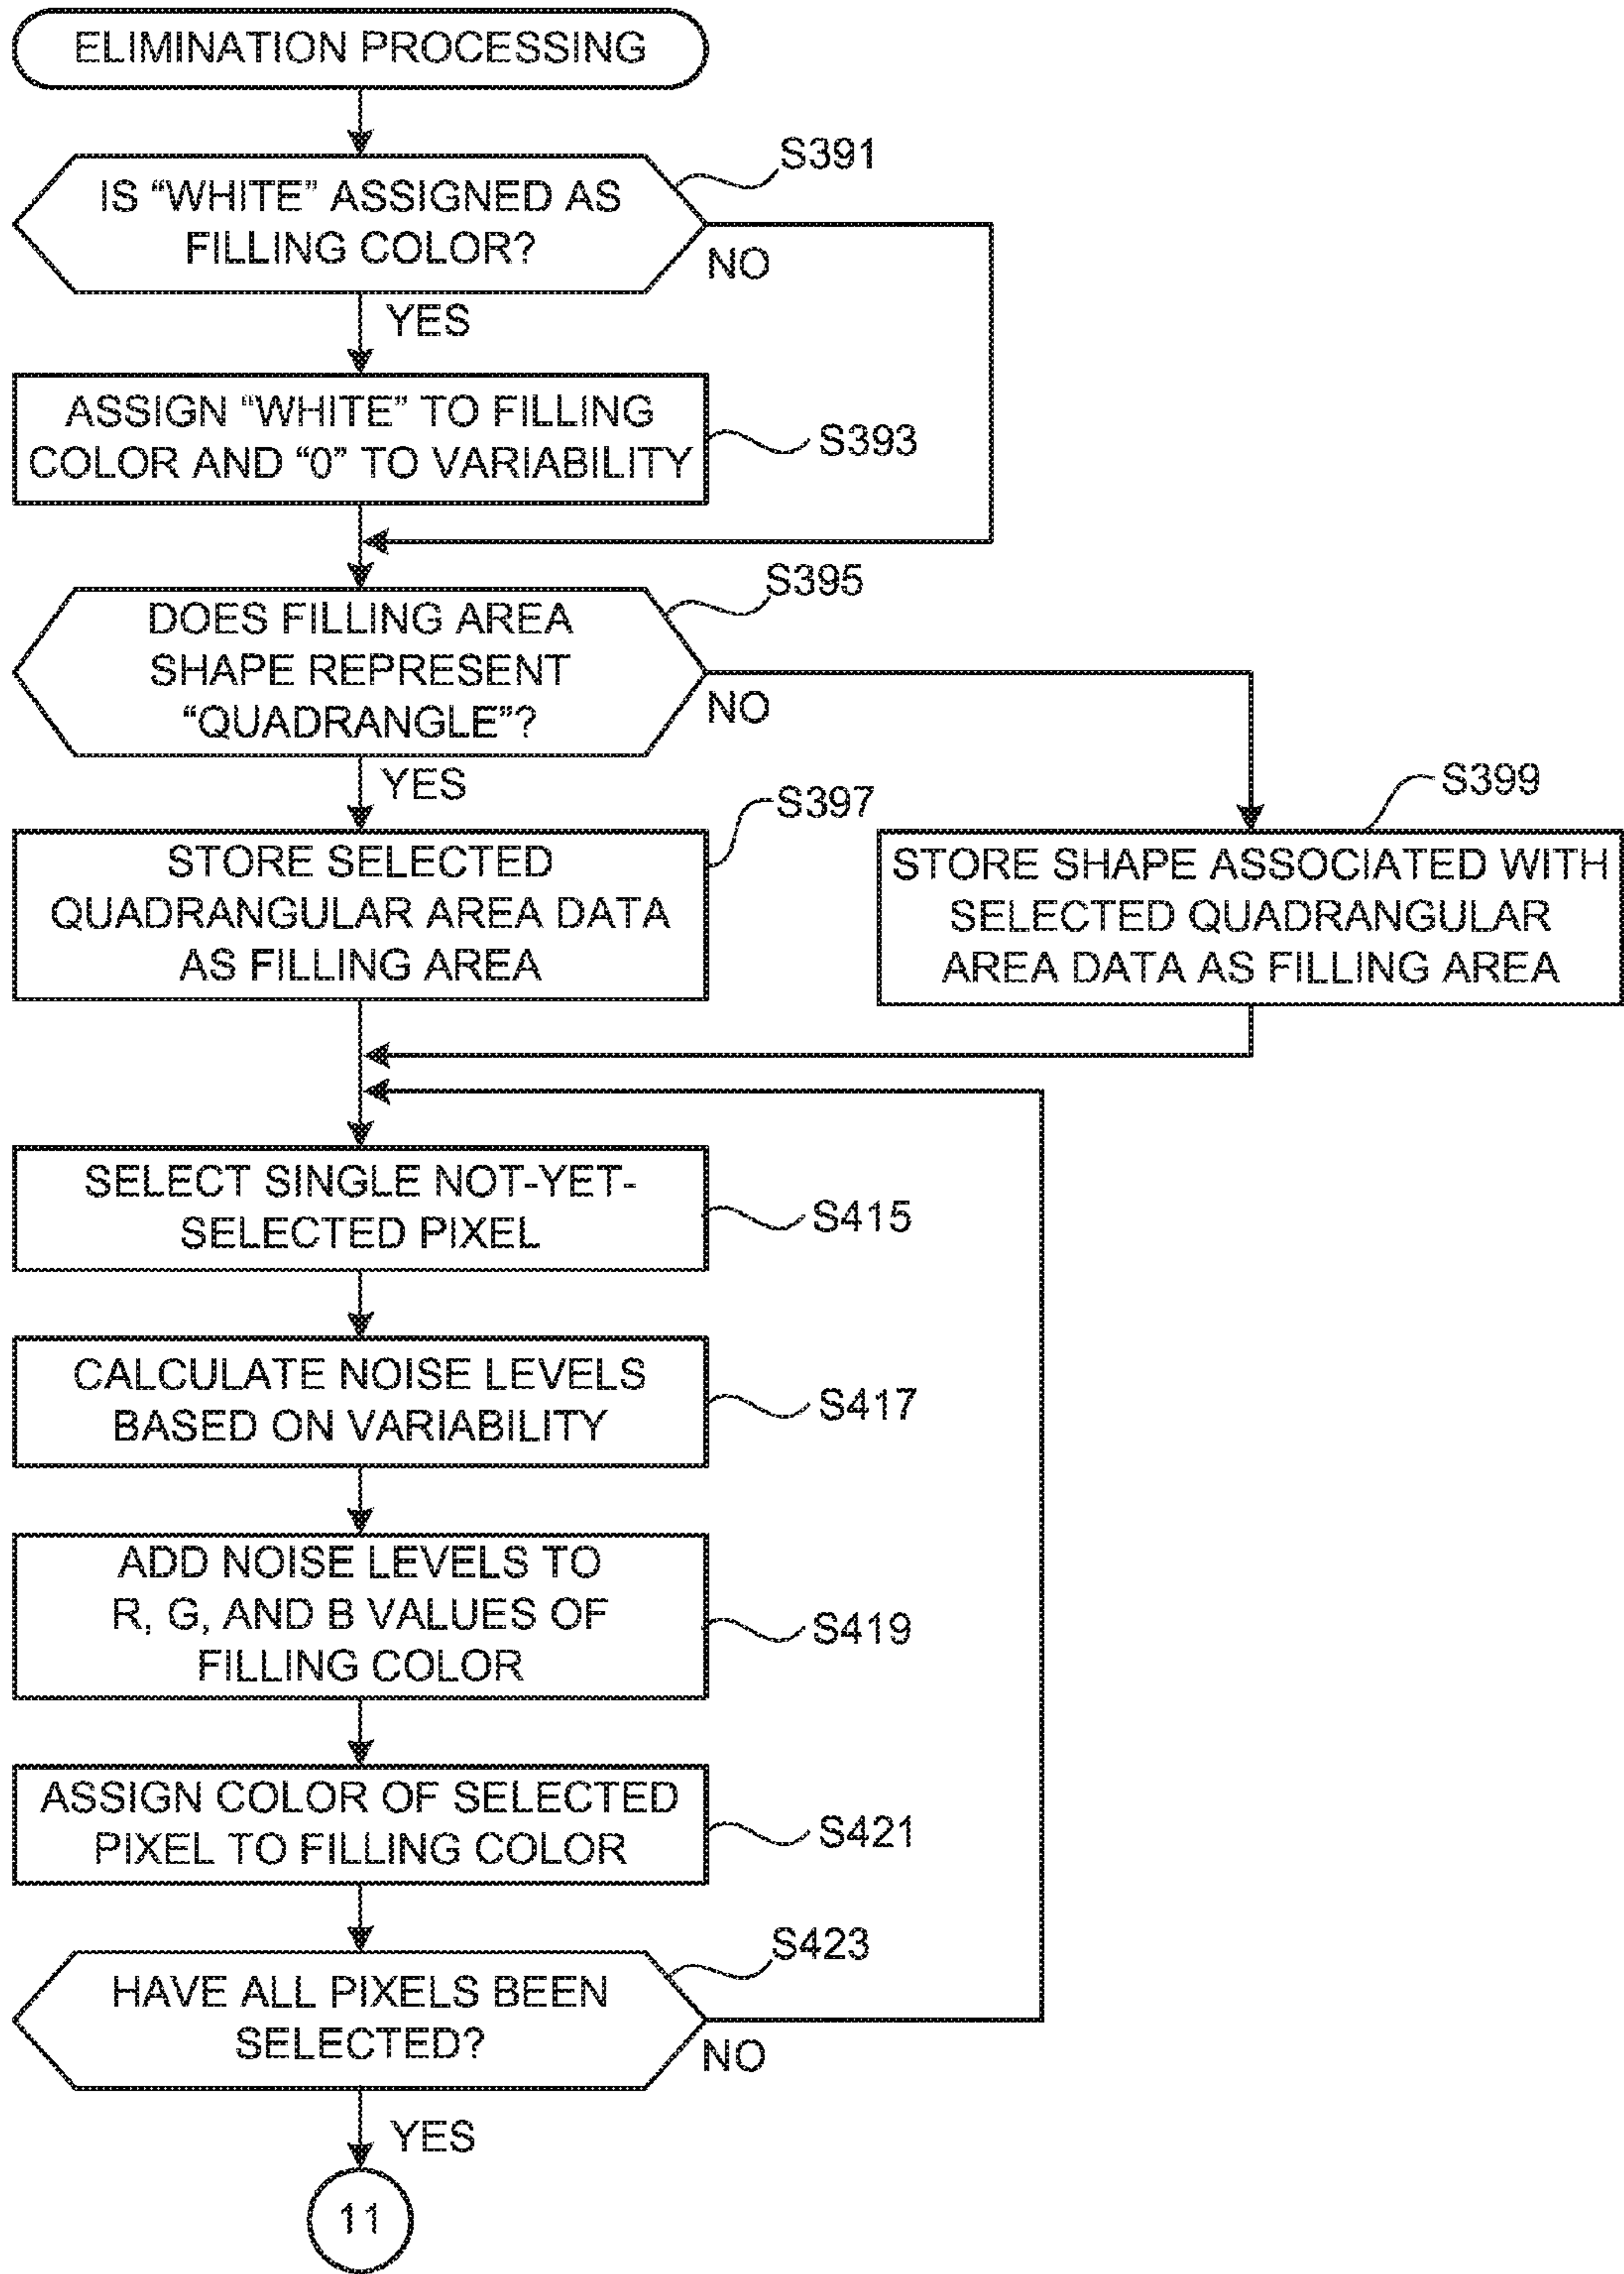 ELIMINATION PROCESSING
S391
IS “WHITE” ASSIGNED AS
FILLING COLOR?
NO
YES
ASSIGN “WHITE” TO FILLING
COLOR AND “0” TO VARIABILITY
S393
S395
DOES FILLING AREA
SHAPE REPRESENT
“QUADRANGLE”?
NO
YES
S397
STORE SELECTED
QUADRANGULAR AREA DATA
AS FILLING AREA
S399
STORE SHAPE ASSOCIATED WITH
SELECTED QUADRANGULAR
AREA DATA AS FILLING AREA
SELECT SINGLE NOT-YET-
SELECTED PIXEL
S415
CALCULATE NOISE LEVELS
BASED ON VARIABILITY
S417
ADD NOISE LEVELS TO
R, G, AND B VALUES OF
FILLING COLOR
S419
ASSIGN COLOR OF SELECTED
PIXEL TO FILLING COLOR
S421
S423
HAVE ALL PIXELS BEEN
SELECTED?
NO
YES
11